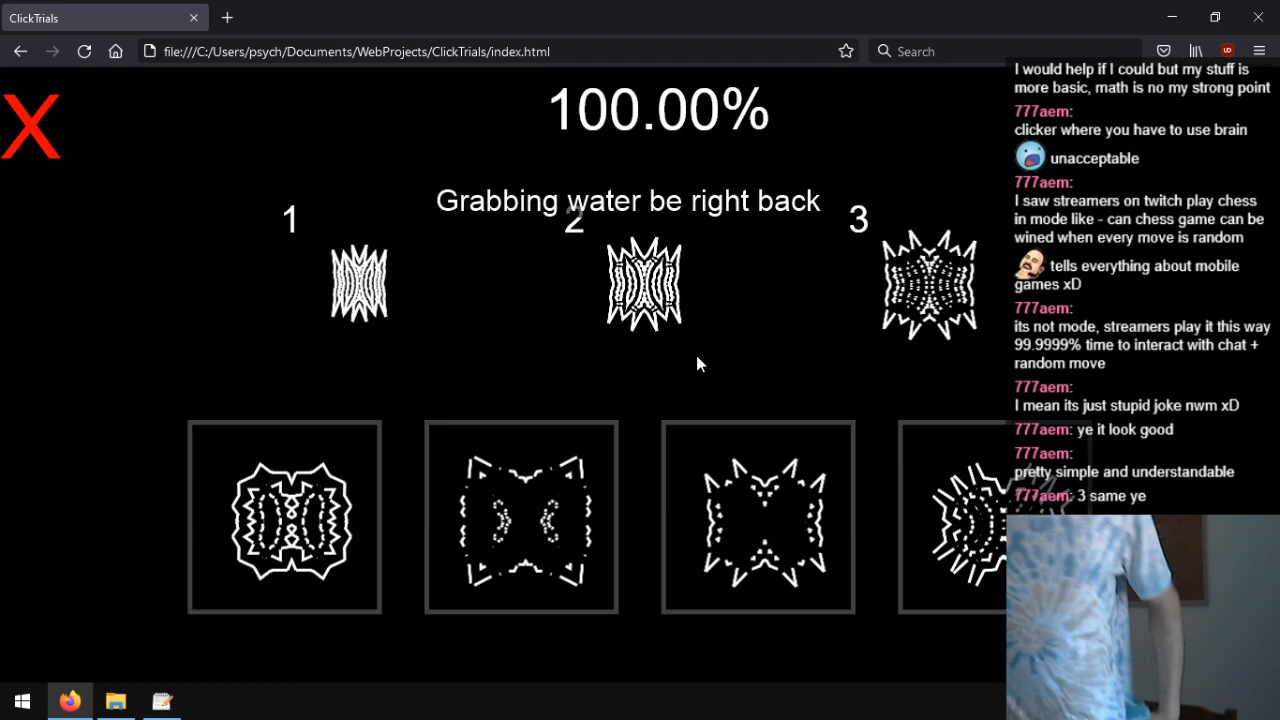 ClickTrials
file:///C:/Users/psych/Documents/WebProjects/ClickTrials/index.html
Search
X
100.00%
Grabbing water be right back
1
2
3
I would help if I could but my stuff is
more basic, math is no my strong point
777aem:
clicker where you have to use brain
unacceptable
777aem:
I saw streamers on twitch play chess
in mode like - can chess game can be
wined when every move is random
tells everything about mobile
games xD
777aem:
its not mode, streamers play it this way
99.9999% time to interact with chat +
random move
777aem:
I mean its just stupid joke nwm xD
777aem: ye it look good
777aem:
pretty simple and understandable
777aem: 3 same ye